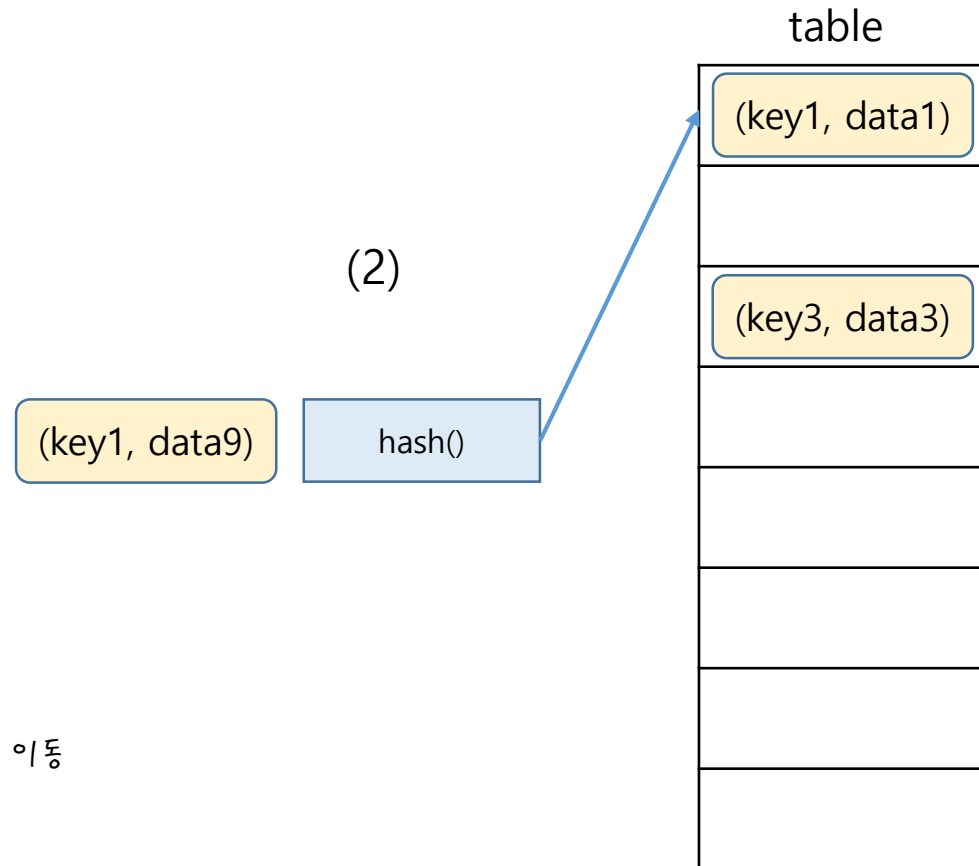 table
(key1, data1)
(2)
(key3, data3)
(key1, data9)
hash()
이동